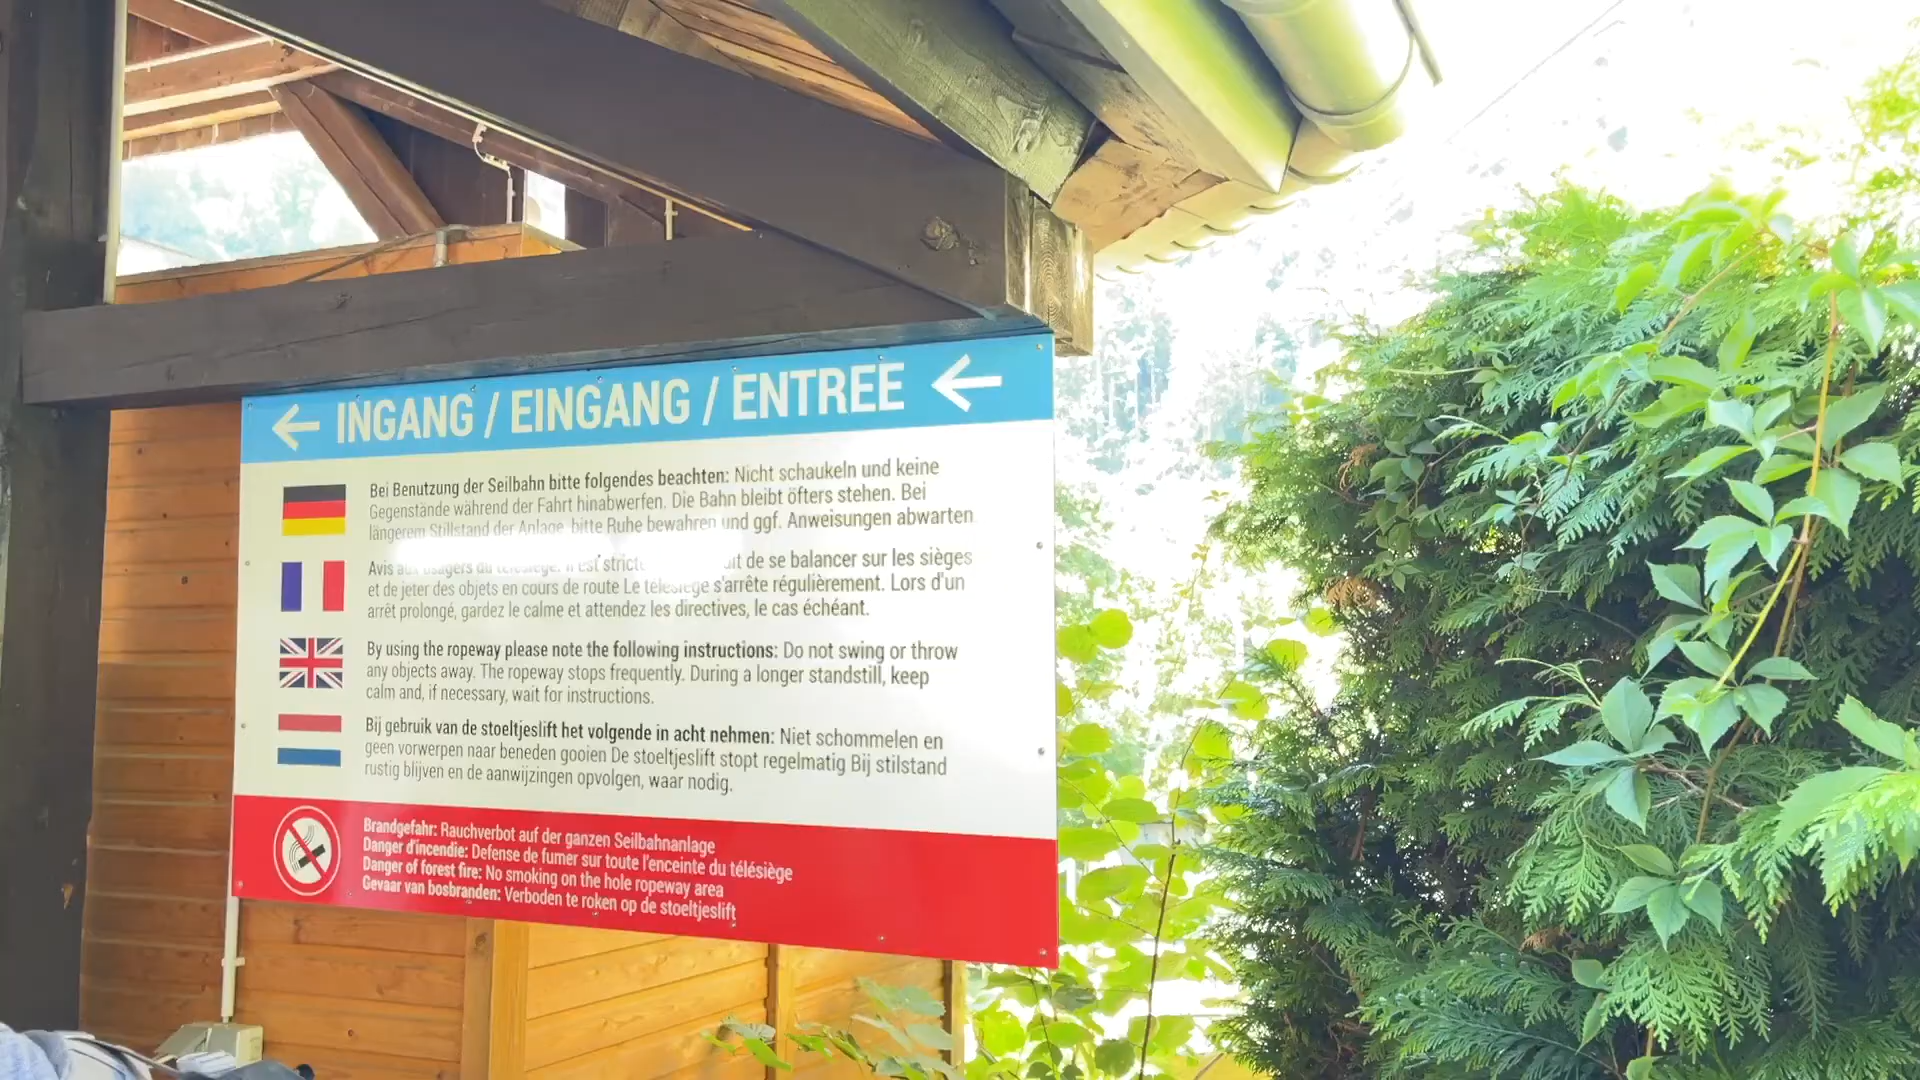 INGANG / EINGANG / ENTREE
Bei Benutzung der Seilbahn bitte folgendes beachten: Nicht schaukeln und keine
Gegenstände während der Fahrt hinabwerfen. Die Bahn bleibt öfters stehen. Bei
längerem Stillstand der Anlage bitte Ruhe bewahren und ggf. Anweisungen abwarten
Avis aux usagers du télésiège: Il est de se balancer sur les sièges
et de jeter des objets en cours de route Le télésiège s'arrête régulièrement. Lors d'un
arrêt prolongé, gardez le calme et attendez les directives, le cas échéant.
By using the ropeway please note the following instructions: Do not swing or throw
any objects away. The ropeway stops frequently. During a longer standstill, keep
calm and, if necessary, wait for instructions.
Bij gebruik van de stoeltjeslift het volgende in acht nehmen: Niet schommelen en
geen vorwerpen naar beneden gooien De stoeltjeslift stopt regelmatig Bij stilstand
rustig blijven en de aanwijzingen opvolgen, waar nodig.
Brandgefahr: Rauchverbot auf der ganzen Seilbahnanlage
Danger d'incendie: Defense de fumer sur toute l'enceinte du télésiège
Danger of forest fire: No smoking on the hole ropeway area
Gevaar van bosbranden: Verboden te roken op de stoeltjeslift